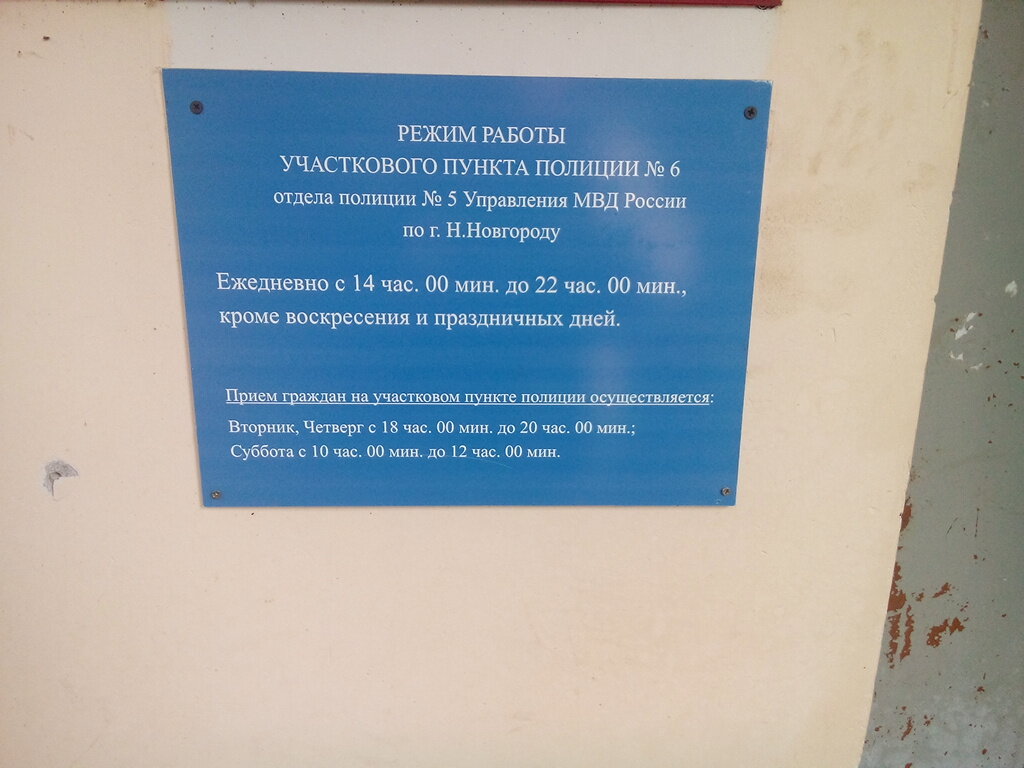 РЕЖИМ РАБОТЫ
УЧАСТКОВОГО ПУНКТА ПОЛИЦИИ № 6
отдела полиции № 5 Управления МВД России
по г. Н.Новгороду
Ежедневно с 14 час. 00 мин. до 22 час. 00 мин.,
кроме воскресения и праздничных дней.
Прием граждан на участковом пункте полиции осуществляется:
Вторник, Четверг с 18 час. 00 мин. до 20 час. 00 мин.;
Суббота с 10 час. 00 мин. до 12 час. 00 мин.